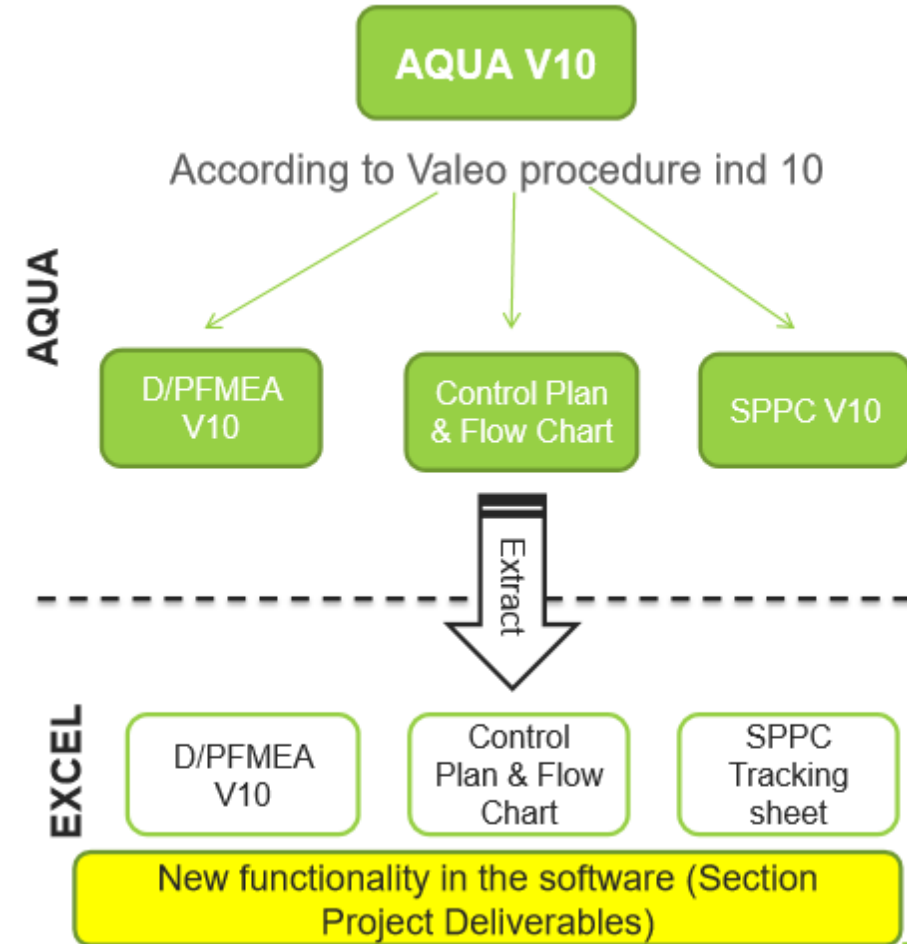 AQUA V10
According to Valeo procedure ind 10
AQUA
D/PFMEA
V10
Control Plan
& Flow Chart
SPPC V10
Extract
EXCEL
D/PFMEA
V10
Control
Plan & Flow
Chart
SPPC
Tracking
sheet
New functionality in the software (Section
Project Deliverables)